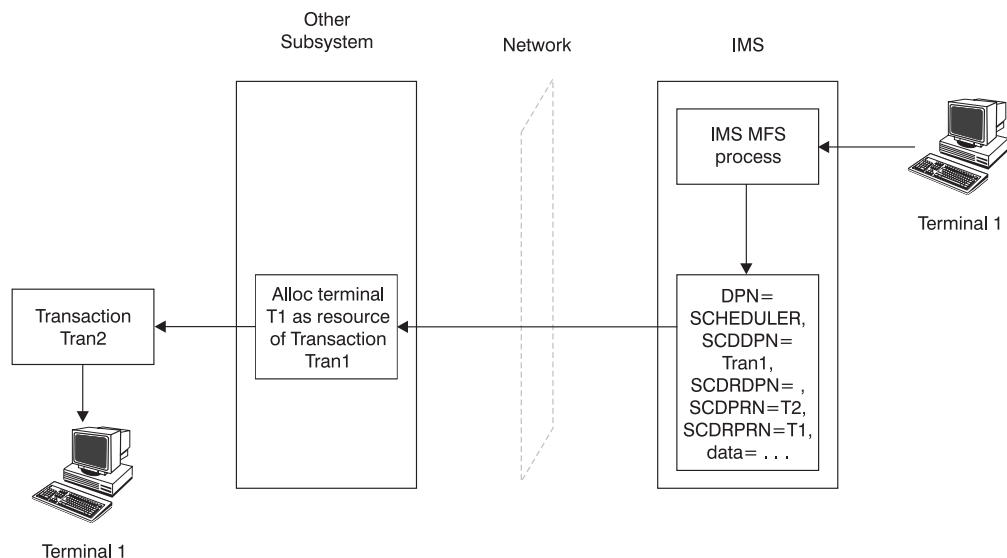 Other
Subsystem
Network
IMS
IMS MFS
process
Terminal 1
Transaction
Tran2
Alloc terminal
T1 as resource
of Transaction
Tran1
DPN=
SCHEDULER,
SCDDPN=
Tran1,
SCDRDPN= ,
SCDPRN=T2,
SCDRPRN=T1,
data= . . .
Terminal 1